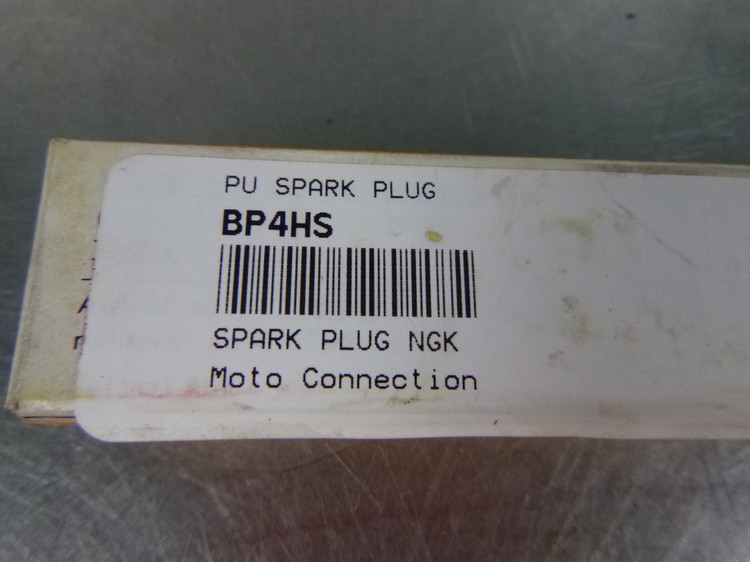 PU SPARK PLUG
BP4HS
SPARK PLUG NGK
Moto Connection